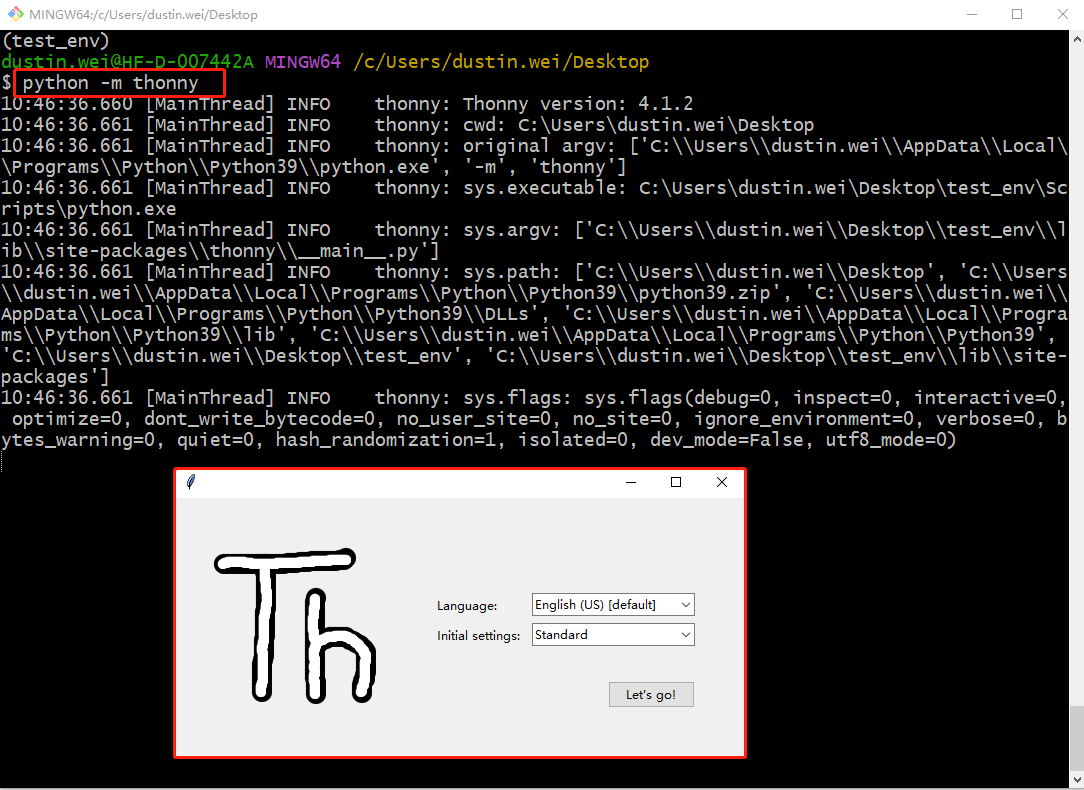 MINGW64:/c/Users/dustin.wei/Desktop
(test_env)
dustin.wei@HF-D-007442A MINGW64 /c/Users/dustin.wei/Desktop
$ python -m thonny
10:46:36.660 [MainThread] INFO    thonny: Thonny version: 4.1.2
10:46:36.661 [MainThread] INFO    thonny: cwd: C:\Users\dustin.wei\Desktop
10:46:36.661 [MainThread] INFO    thonny: original argv: ['C:\\Users\\dustin.wei\\AppData\\Local\
\Programs\\Python\\Python39\\python.exe', '-m', 'thonny']
10:46:36.661 [MainThread] INFO    thonny: sys.executable: C:\Users\dustin.wei\Desktop\test_env\Sc
ripts\python.exe
10:46:36.661 [MainThread] INFO    thonny: sys.argv: ['C:\\Users\\dustin.wei\\Desktop\\test_env\\l
ib\\site-packages\\thonny\\__main__.py']
10:46:36.661 [MainThread] INFO    thonny: sys.path: ['C:\\Users\\dustin.wei\\Desktop', 'C:\\Users
\\dustin.wei\\AppData\\Local\\Programs\\Python\\Python39\\python39.zip', 'C:\\Users\\dustin.wei\\
AppData\\Local\\Programs\\Python\\Python39\\DLLs', 'C:\\Users\\dustin.wei\\AppData\\Local\\Progra
ms\\Python\\Python39\\lib', 'C:\\Users\\dustin.wei\\AppData\\Local\\Programs\\Python\\Python39',
'C:\\Users\\dustin.wei\\Desktop\\test_env', 'C:\\Users\\dustin.wei\\Desktop\\test_env\\lib\\site-
packages']
10:46:36.661 [MainThread] INFO    thonny: sys.flags: sys.flags(debug=0, inspect=0, interactive=0,
 optimize=0, dont_write_bytecode=0, no_user_site=0, no_site=0, ignore_environment=0, verbose=0, b
ytes_warning=0, quiet=0, hash_randomization=1, isolated=0, dev_mode=False, utf8_mode=0)
Th
Language: English (US) [default]
Initial settings: Standard
Let's go!